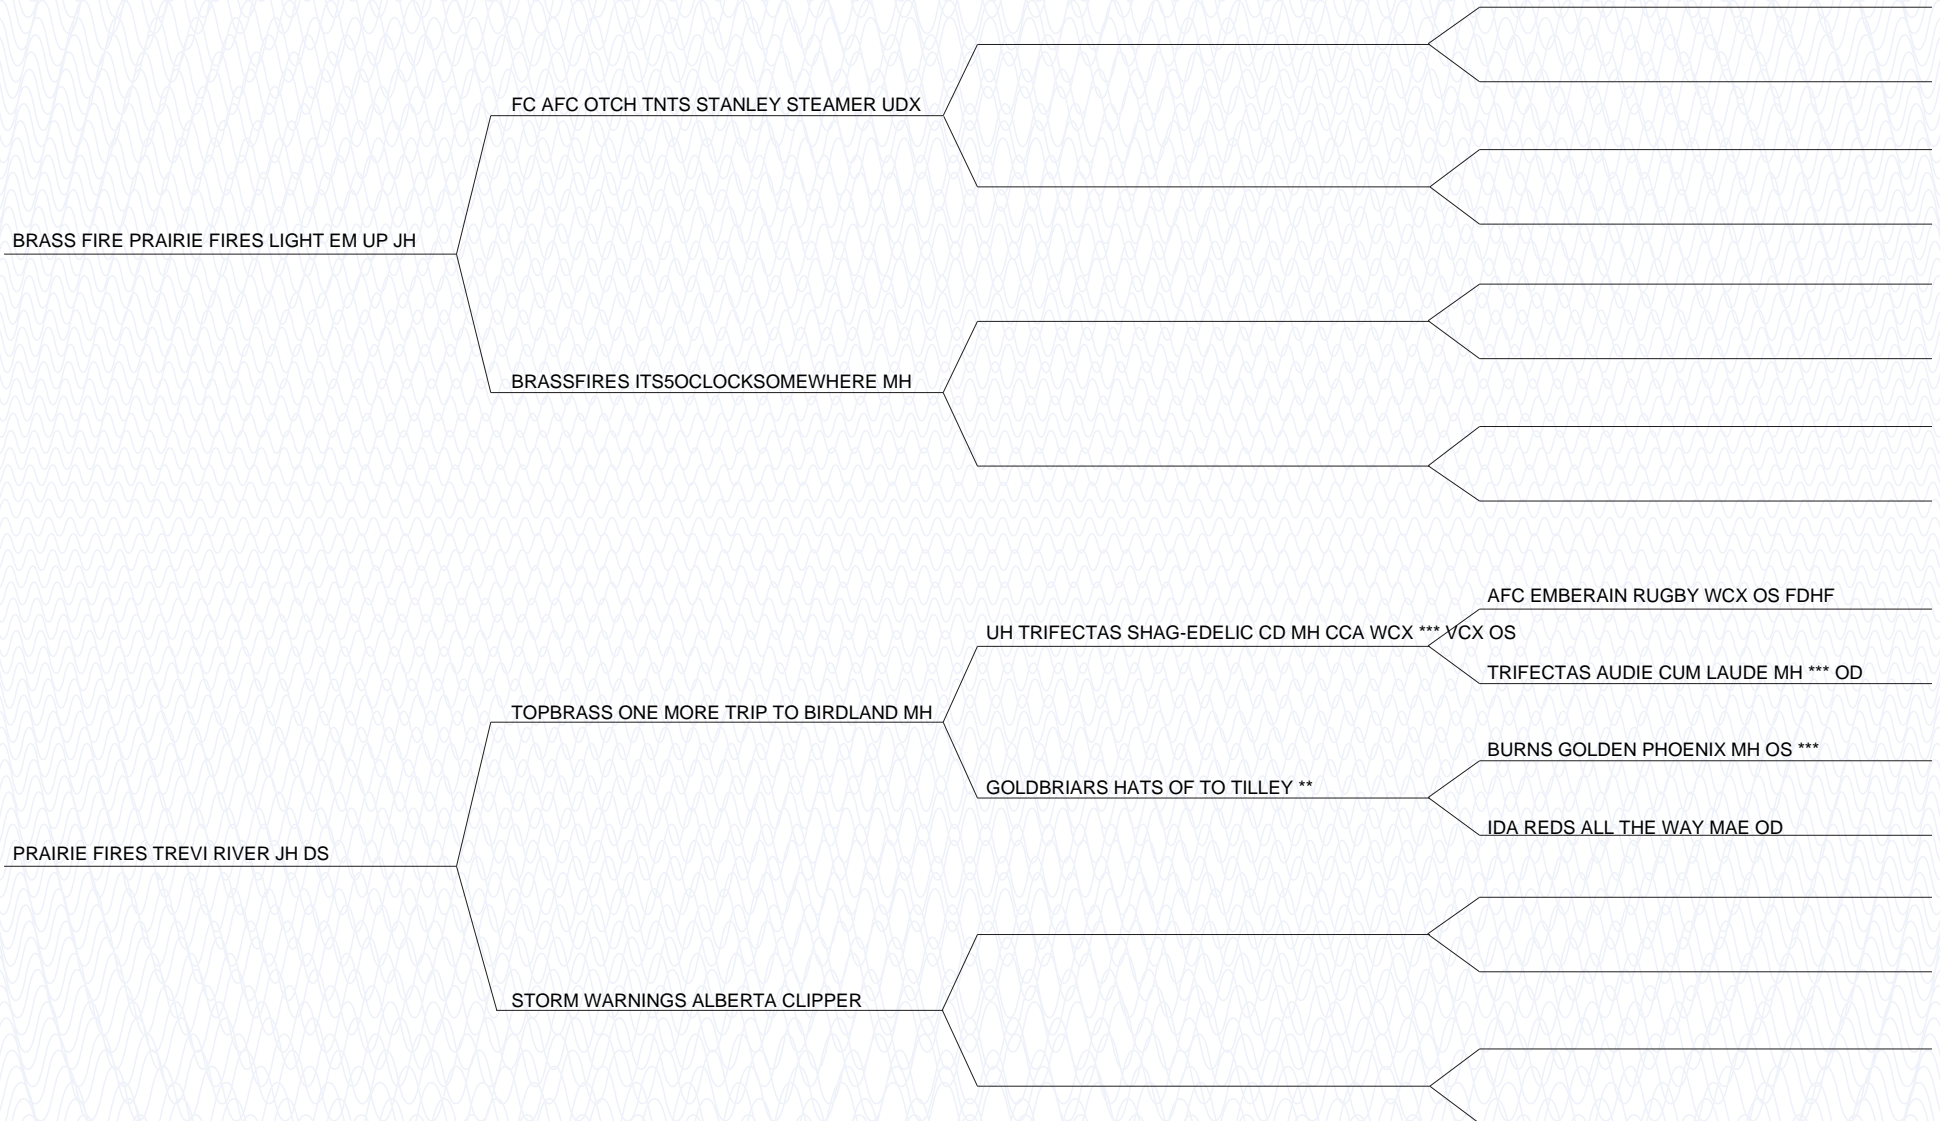 FC AFC OTCH TNTS STANLEY STEAMER UDX
BRASS FIRE PRAIRIE FIRES LIGHT EM UP JH
BRASSFIRES ITS5OCLOCKSOMEWHERE MH
AFC EMBERAIN RUGBY WCX OS FDHF
UH TRIFECTAS SHAG-EDELIC CD MH CCA WCX *** VCX OS
TRIFECTAS AUDIE CUM LAUDE MH *** OD
TOPBRASS ONE MORE TRIP TO BIRDLAND MH
BURNS GOLDEN PHOENIX MH OS ***
GOLDBRIARS HATS OF TO TILLEY **
IDA REDS ALL THE WAY MAE OD
PRAIRIE FIRES TREVI RIVER JH DS
STORM WARNINGS ALBERTA CLIPPER